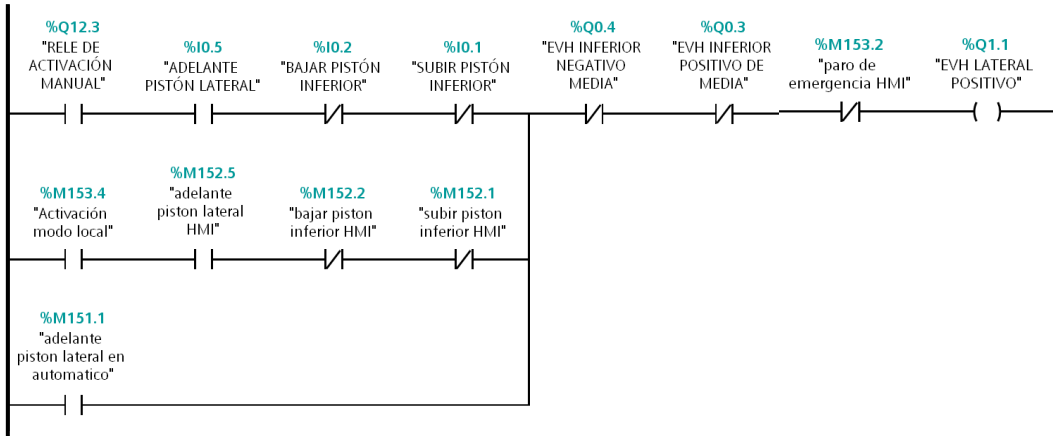 %Q12.3
"RELE DE
ACTIVACIÓN
MANUAL"
%I0.5
"ADELANTE
PISTÓN LATERAL"
%I0.2
"BAJAR PISTÓN
INFERIOR"
%I0.1
"SUBIR PISTÓN
INFERIOR"
%Q0.4
"EVH INFERIOR
NEGATIVO
MEDIA"
%Q0.3
"EVH INFERIOR
POSITIVO DE
MEDIA"
%M153.2
"paro de
emergencia HMI"
%Q1.1
"EVH LATERAL
POSITIVO"
%M153.4
"Activación
modo local"
%M152.5
"adelante
piston lateral
HMI"
%M152.2
"bajar piston
inferior HMI"
%M152.1
"subir piston
inferior HMI"
%M151.1
"adelante
piston lateral en
automatico"